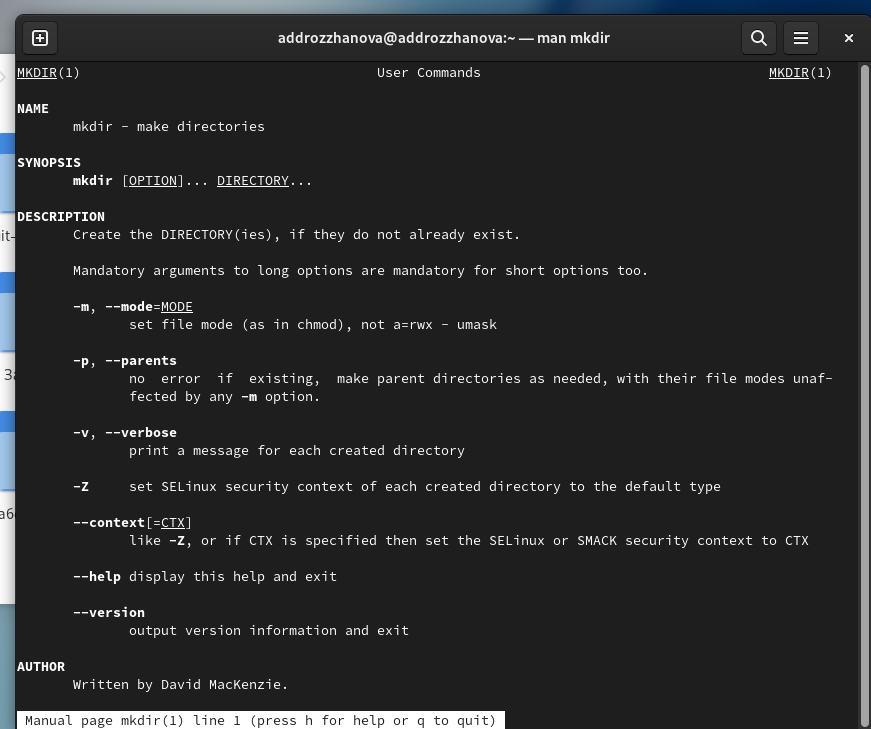 addrozzhanova@addrozzhanova:~ — man mkdir
MKDIR(1) User Commands MKDIR(1)
NAME
mkdir - make directories
SYNOPSIS
mkdir [OPTION]... DIRECTORY...
DESCRIPTION
Create the DIRECTORY(ies), if they do not already exist.
Mandatory arguments to long options are mandatory for short options too.
-m, --mode=MODE
set file mode (as in chmod), not a=rwx - umask
-p, --parents
no error if existing, make parent directories as needed, with their file modes unaf-
fected by any -m option.
-v, --verbose
print a message for each created directory
-Z set SELinux security context of each created directory to the default type
--context[=CTX]
like -Z, or if CTX is specified then set the SELinux or SMACK security context to CTX
--help display this help and exit
--version
output version information and exit
AUTHOR
Written by David MacKenzie.
Manual page mkdir(1) line 1 (press h for help or q to quit)